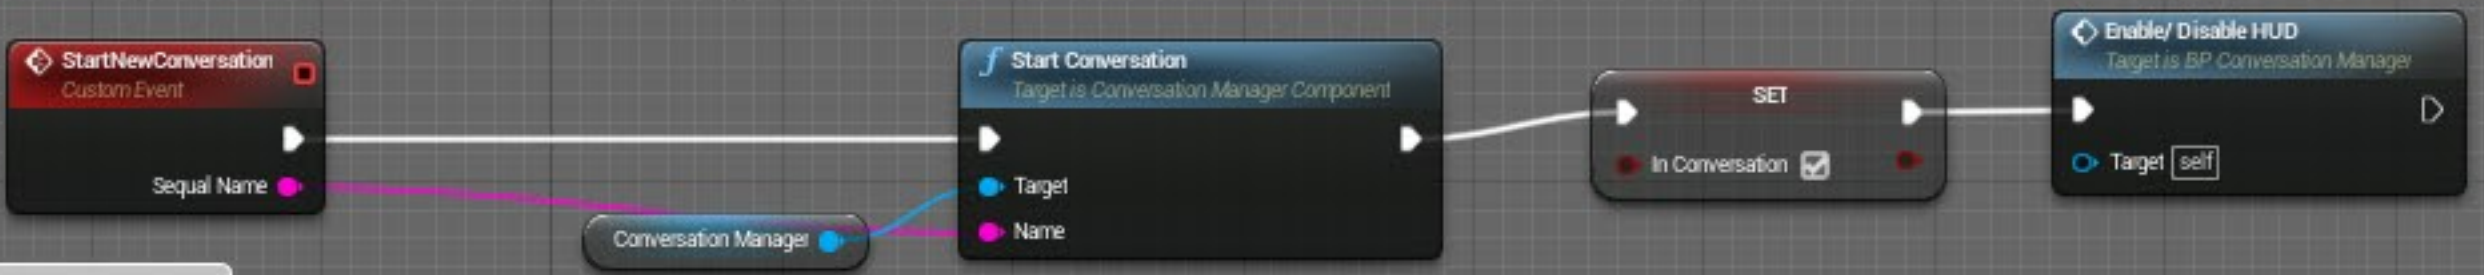 StartNewConversation
Custom Event
Sequal Name
Conversation Manager
f Start Conversation
Target is Conversation Manager Component
Target
Name
SET
In Conversation
Enable/ Disable HUD
Target is BP Conversation Manager
Target self